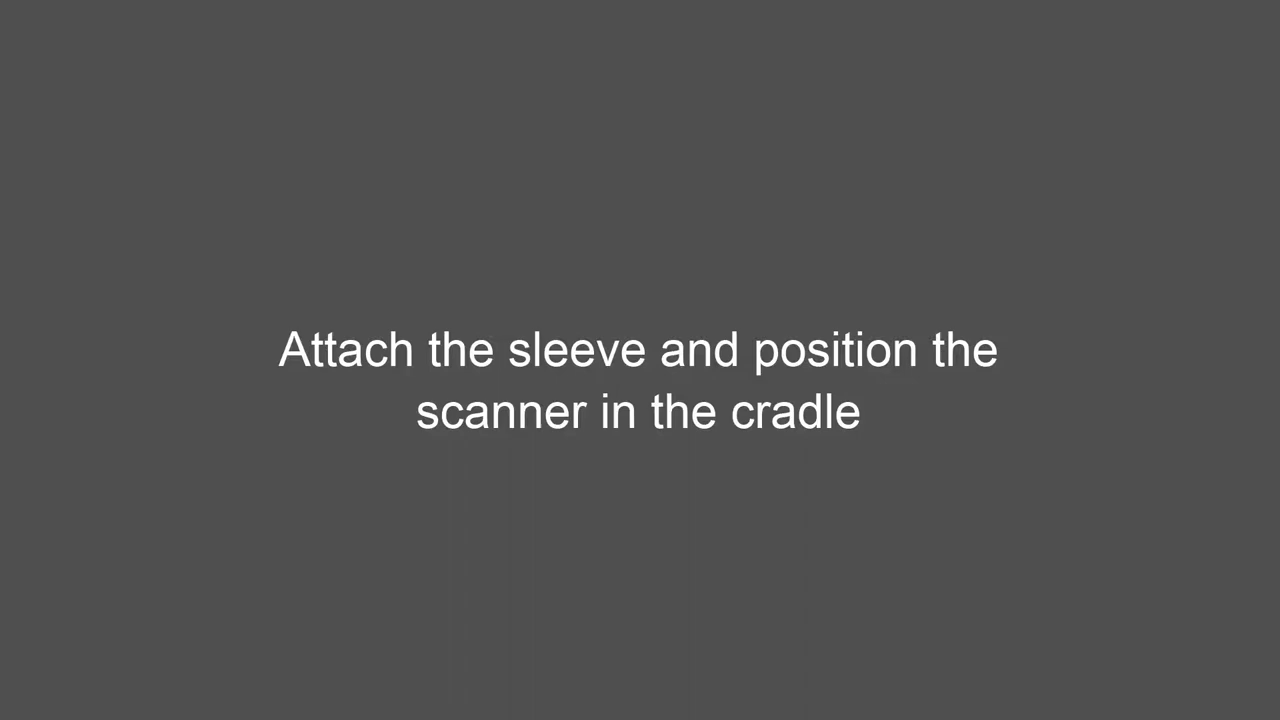 Attach the sleeve and position the
scanner in the cradle